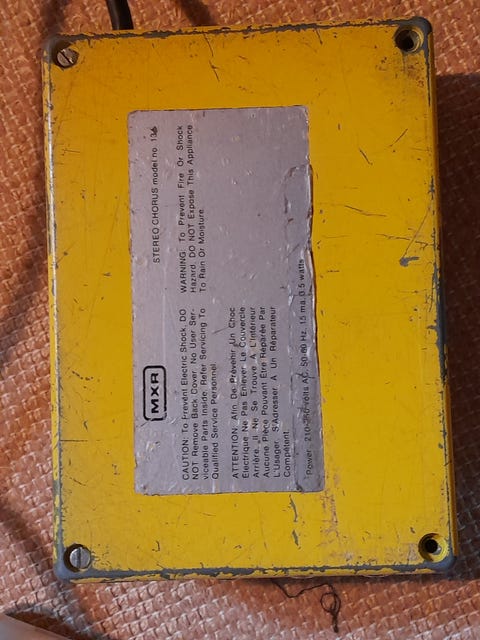 MXR
STEREO CHORUS model no. 136
CAUTION: To Prevent Electric Shock, DO
NOT Remove Back Cover. No User Ser-
viceable Parts Inside. Refer Servicing To
Qualified Service Personnel
WARNING: To Prevent Fire Or Shock
Hazard, DO NOT Expose This Appliance
To Rain Or Moisture
ATTENTION: Afin De Prévenir Un Choc
Électrique Ne Pas Enlever Le Couvercle
Arrière. Il Ne Se Trouve A L'Intérieur
Aucune Pièce Pouvant Être Réparée Par
L'Usager. S'Adresser A Un Réparateur
Compétent.
Power: 210-250 volts AC, 50-60 Hz, 15 ma, 3.5 watts